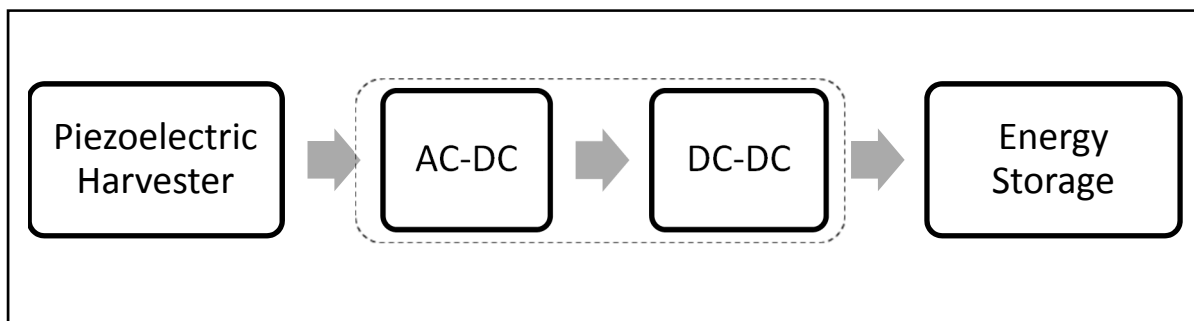 Piezoelectric
Harvester
AC-DC
DC-DC
Energy
Storage